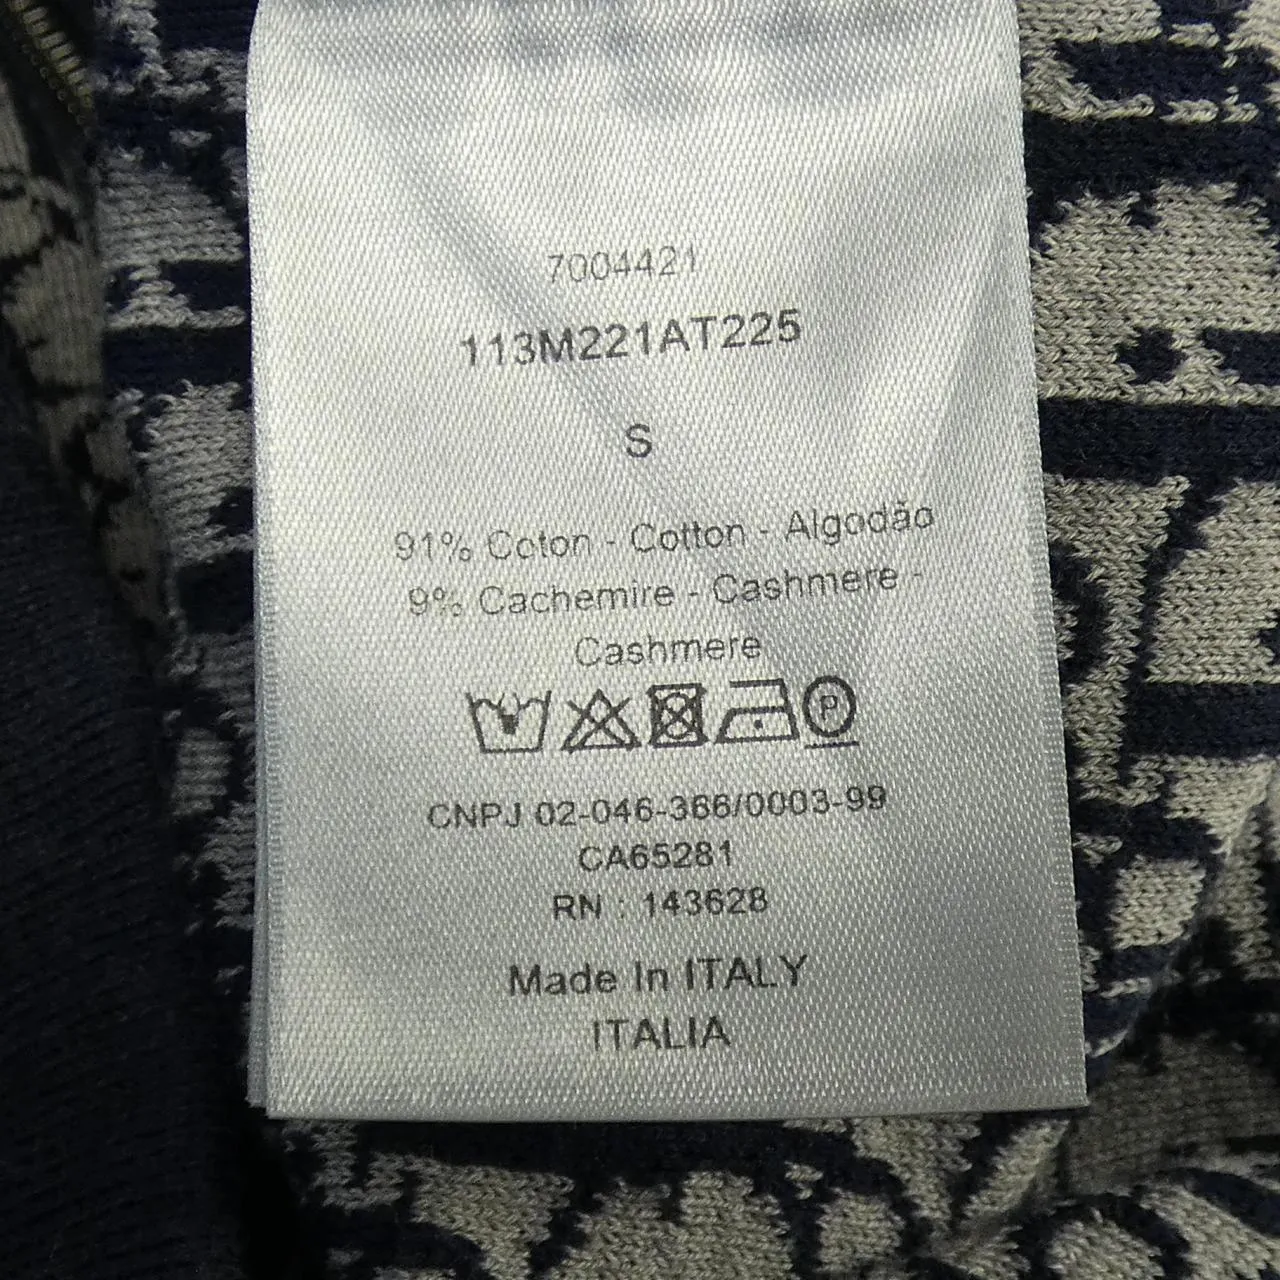 7004421
113M221AT225
S
91% Coton - Cotton - Algodão
9% Cachemire - Cashmere -
Cashmere
P
CNPJ 02-046-366/0003-99
CA65281
RN : 143628
Made In ITALY
ITALIA